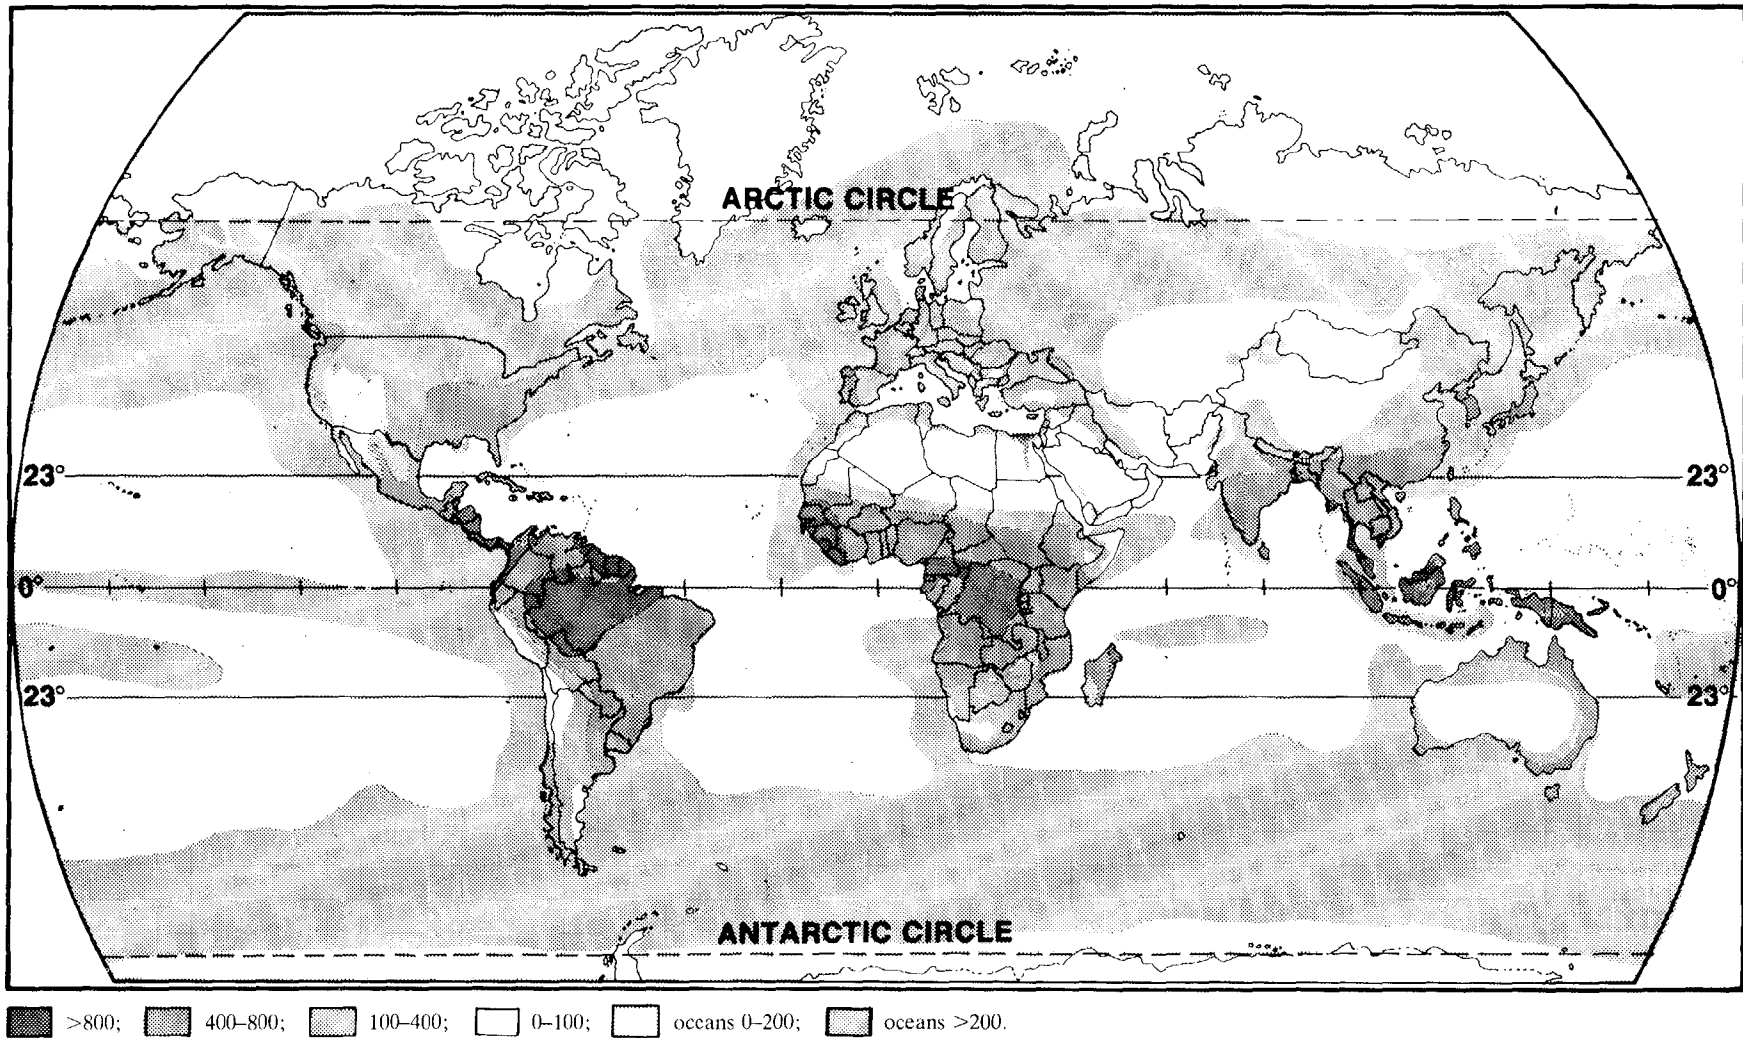 ARCTIC CIRCLE
23° 23°
0° 0°
23° 23°
ANTARCTIC CIRCLE
>800; 400–800; 100–400; 0–100; oceans 0–200; oceans >200.